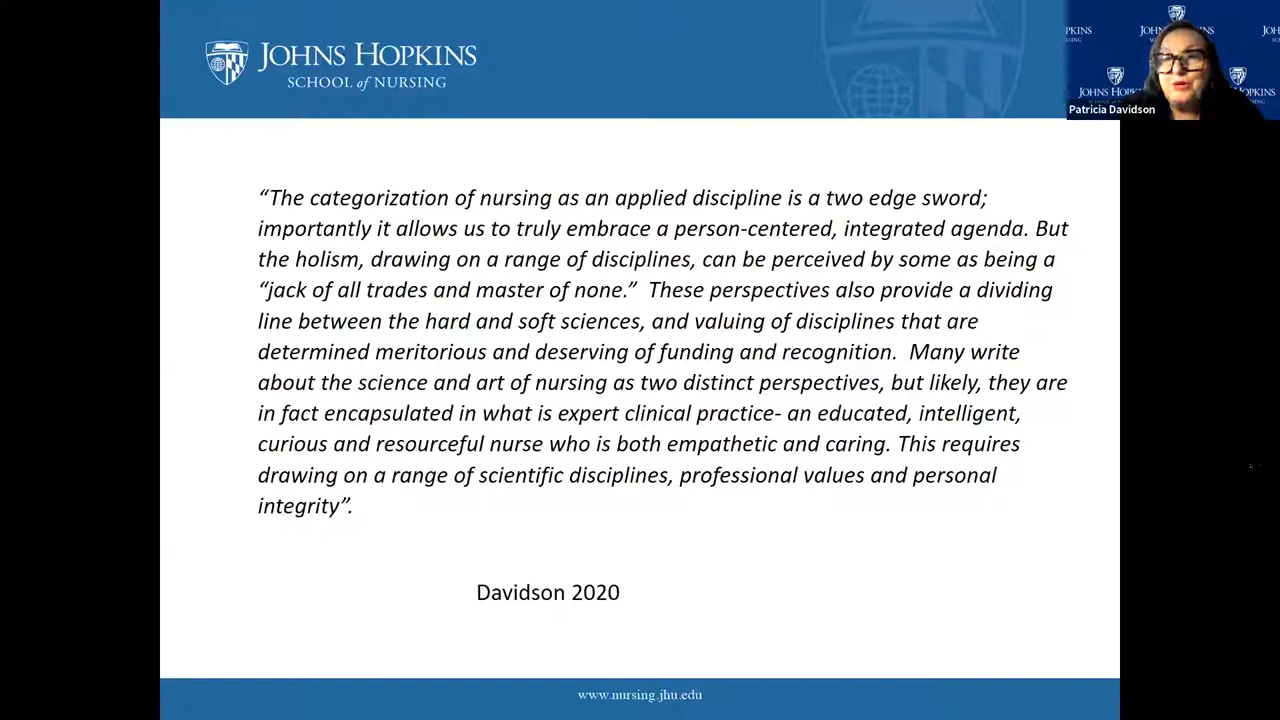 JOHNS HOPKINS
SCHOOL of NURSING
“The categorization of nursing as an applied discipline is a two edge sword;
importantly it allows us to truly embrace a person-centered, integrated agenda. But
the holism, drawing on a range of disciplines, can be perceived by some as being a
“jack of all trades and master of none.”  These perspectives also provide a dividing
line between the hard and soft sciences, and valuing of disciplines that are
determined meritorious and deserving of funding and recognition.  Many write
about the science and art of nursing as two distinct perspectives, but likely, they are
in fact encapsulated in what is expert clinical practice- an educated, intelligent,
curious and resourceful nurse who is both empathetic and caring. This requires
drawing on a range of scientific disciplines, professional values and personal
integrity”.
Davidson 2020
www.nursing.jhu.edu
Patricia Davidson